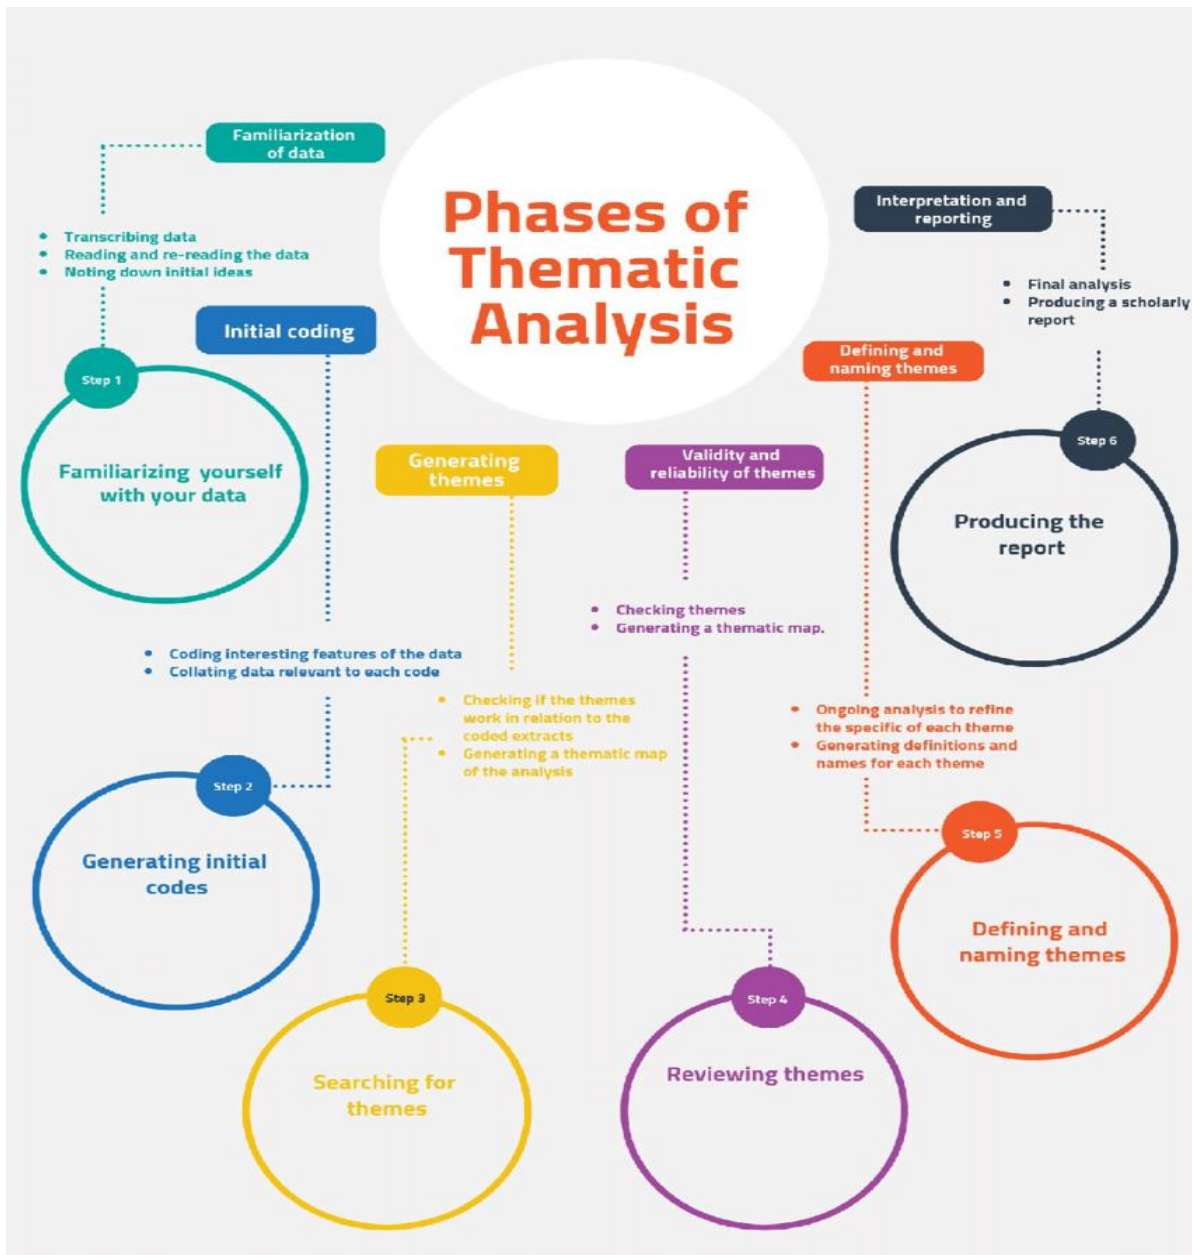 Phases of
Thematic
Analysis
Familiarization
of data
• Transcribing data
• Reading and re-reading the data
• Noting down initial ideas
Step 1
Familiarizing yourself
with your data
Initial coding
• Coding interesting features of the data
• Collating data relevant to each code
Step 2
Generating initial
codes
Generating
themes
• Checking if the themes
work in relation to the
coded extracts
• Generating a thematic map
of the analysis
Step 3
Searching for
themes
Validity and
reliability of themes
• Checking themes
• Generating a thematic map.
Step 4
Reviewing themes
Defining and
naming themes
• Ongoing analysis to refine
the specific of each theme
• Generating definitions and
names for each theme
Step 5
Defining and
naming themes
Interpretation and
reporting
• Final analysis
• Producing a scholarly
report
Step 6
Producing the
report